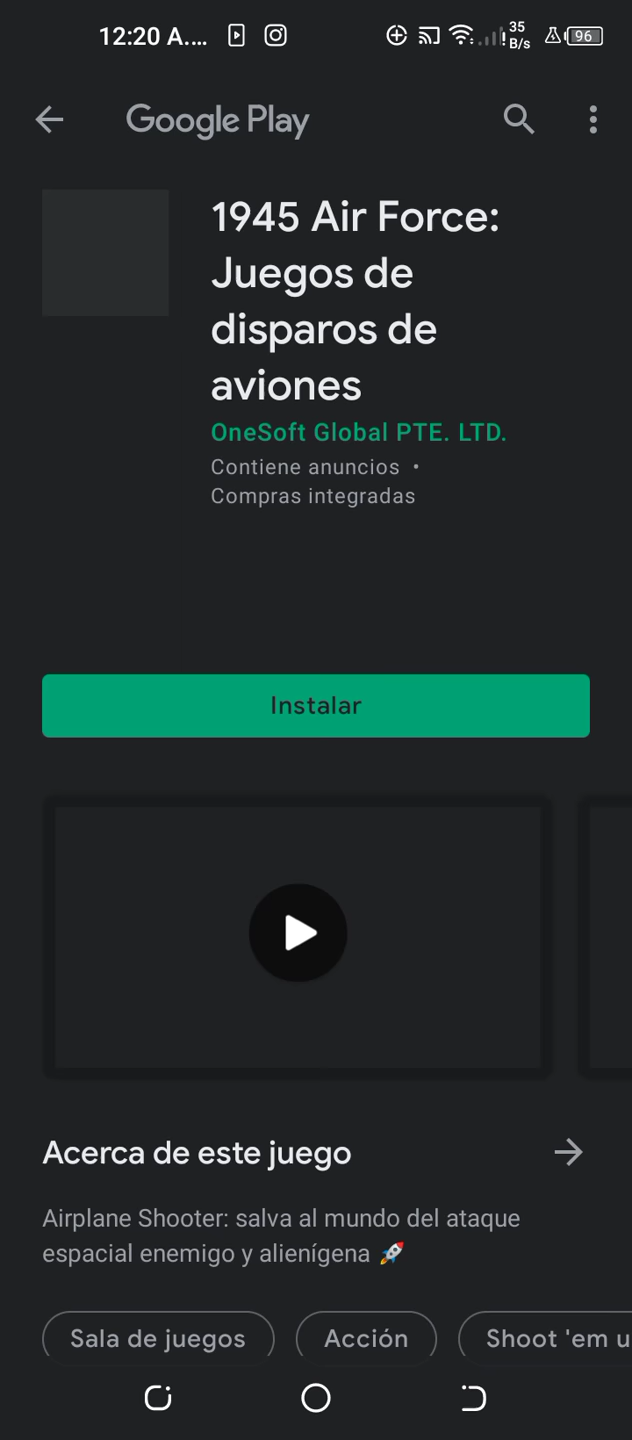 12:20 A.... 35 B/s 96
Google Play
1945 Air Force:
Juegos de
disparos de
aviones
OneSoft Global PTE. LTD.
Contiene anuncios •
Compras integradas
Instalar
Acerca de este juego
Airplane Shooter: salva al mundo del ataque
espacial enemigo y alienígena 🚀
Sala de juegos Acción Shoot 'em u